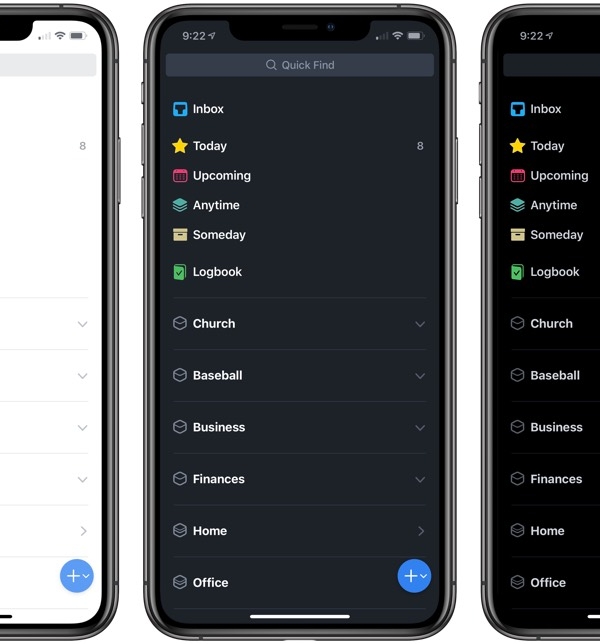 8
9:22
Quick Find
Inbox
Today 8
Upcoming
Anytime
Someday
Logbook
Church
Baseball
Business
Finances
Home
Office
9:22
Inbox
Today
Upcoming
Anytime
Someday
Logbook
Church
Baseball
Business
Finances
Home
Office